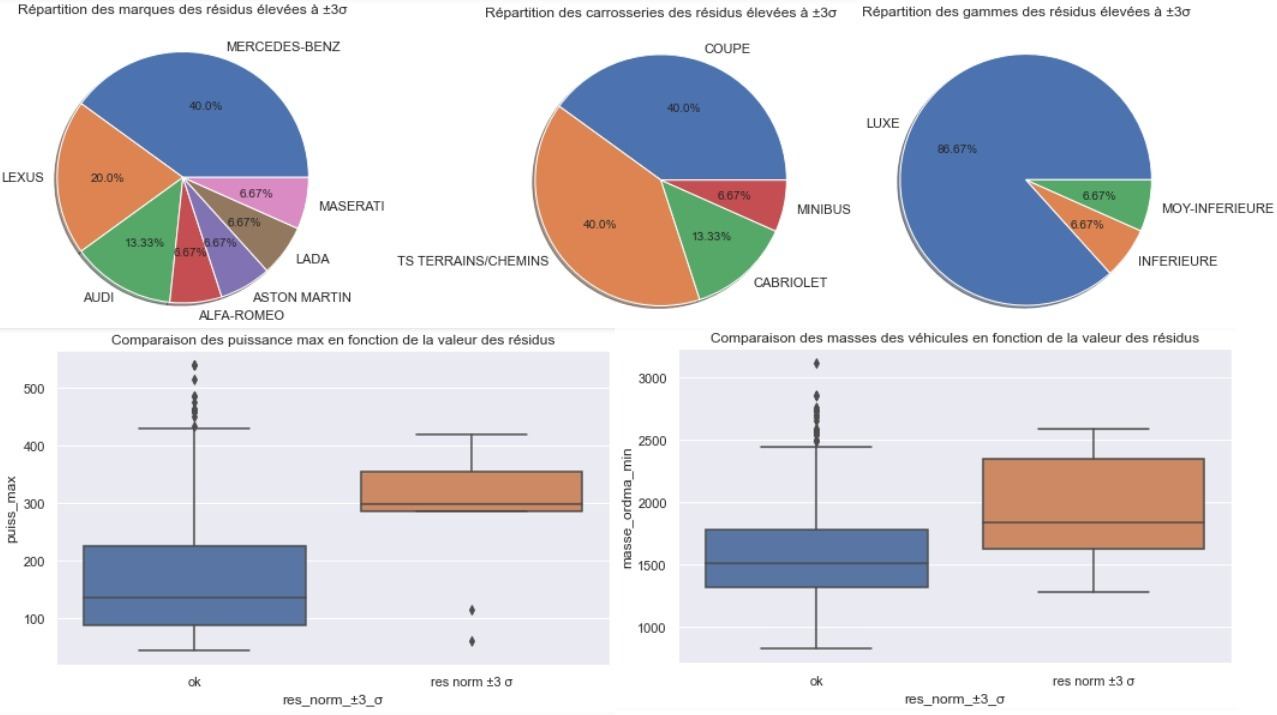 Répartition des marques des résidus élevées à ±3σ
MERCEDES-BENZ
40.0%
LEXUS
20.0%
6.67%
MASERATI
6.67%
13.33%
6.67%
6.67%
LADA
AUDI
ASTON MARTIN
ALFA-ROMEO
Répartition des carrosseries des résidus élevées à ±3σ
COUPE
40.0%
6.67%
MINIBUS
40.0%
13.33%
TS TERRAINS/CHEMINS
CABRIOLET
Répartition des gammes des résidus élevées à ±3σ
LUXE
86.67%
6.67%
MOY-INFERIEURE
6.67%
INFERIEURE
Comparaison des puissance max en fonction de la valeur des résidus
500
400
300
200
100
puiss_max
ok
res norm ±3 σ
res_norm_±3_σ
Comparaison des masses des véhicules en fonction de la valeur des résidus
3000
2500
2000
1500
1000
masse_ordma_min
ok
res norm ±3 σ
res_norm_±3_σ